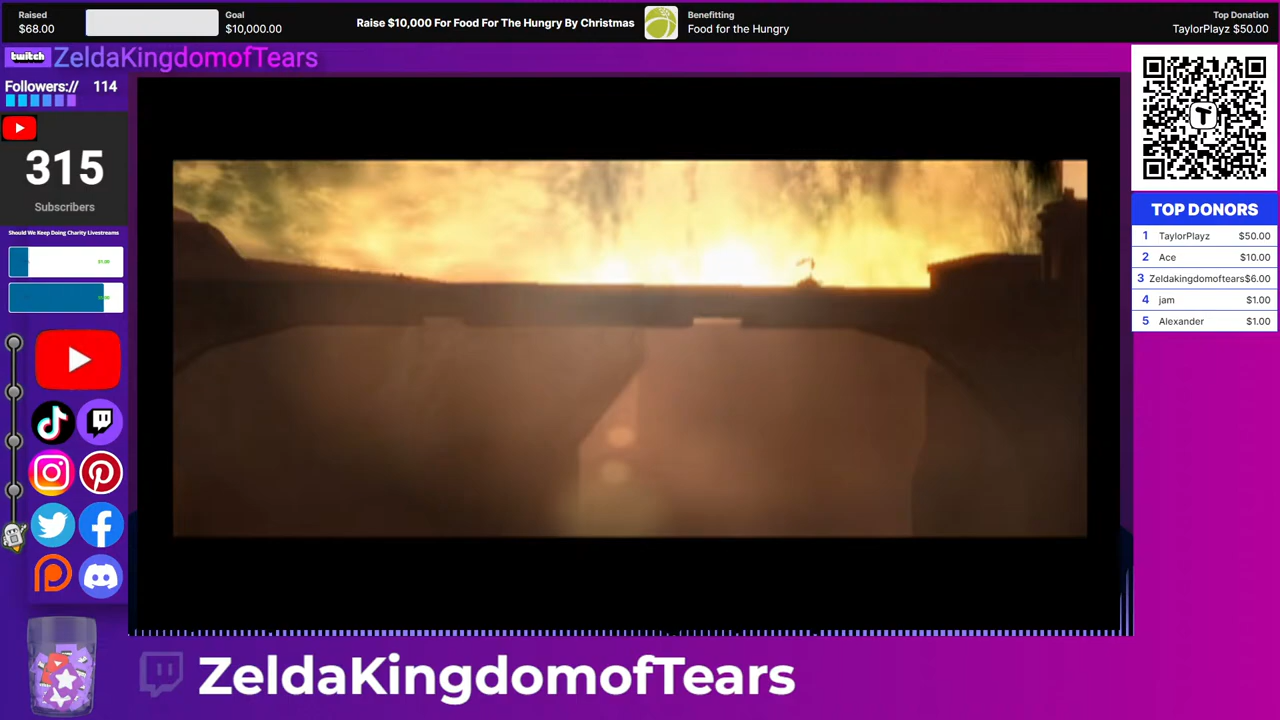 Raised
$68.00
Goal
$10,000.00
Raise $10,000 For Food For The Hungry By Christmas
Benefitting
Food for the Hungry
Top Donation
TaylorPlayz $50.00
twitch
ZeldaKingdomofTears
Followers:// 114
315
Subscribers
Should We Keep Doing Charity Livestreams
TOP DONORS
1 TaylorPlayz $50.00
2 Ace $10.00
3 Zeldakingdomoftears $6.00
4 jam $1.00
5 Alexander $1.00
ZeldaKingdomofTears